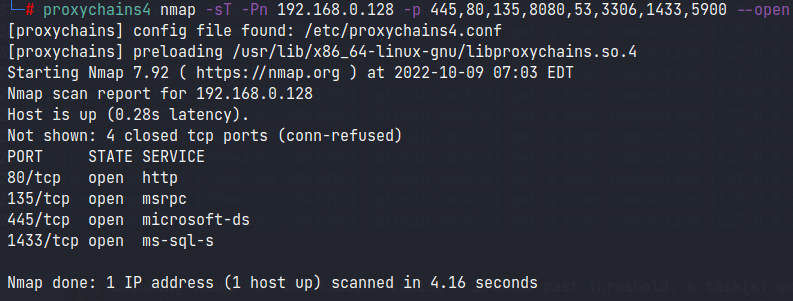 └─# proxychains4 nmap -sT -Pn 192.168.0.128 -p 445,80,135,8080,53,3306,1433,5900 --open
[proxychains] config file found: /etc/proxychains4.conf
[proxychains] preloading /usr/lib/x86_64-linux-gnu/libproxychains.so.4
Starting Nmap 7.92 ( https://nmap.org ) at 2022-10-09 07:03 EDT
Nmap scan report for 192.168.0.128
Host is up (0.28s latency).
Not shown: 4 closed tcp ports (conn-refused)
PORT     STATE SERVICE
80/tcp   open  http
135/tcp  open  msrpc
445/tcp  open  microsoft-ds
1433/tcp open  ms-sql-s
Nmap done: 1 IP address (1 host up) scanned in 4.16 seconds